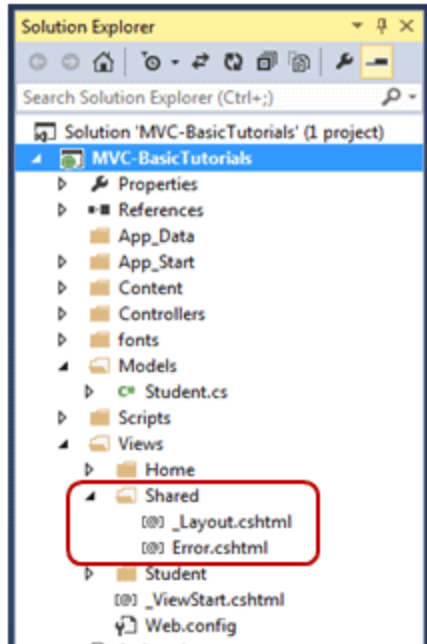 Solution Explorer
Search Solution Explorer (Ctrl+;)
Solution 'MVC-BasicTutorials' (1 project)
MVC-BasicTutorials
Properties
References
App_Data
App_Start
Content
Controllers
fonts
Models
C# Student.cs
Scripts
Views
Home
Shared
[@] _Layout.cshtml
[@] Error.cshtml
Student
[@] _ViewStart.cshtml
Web.config